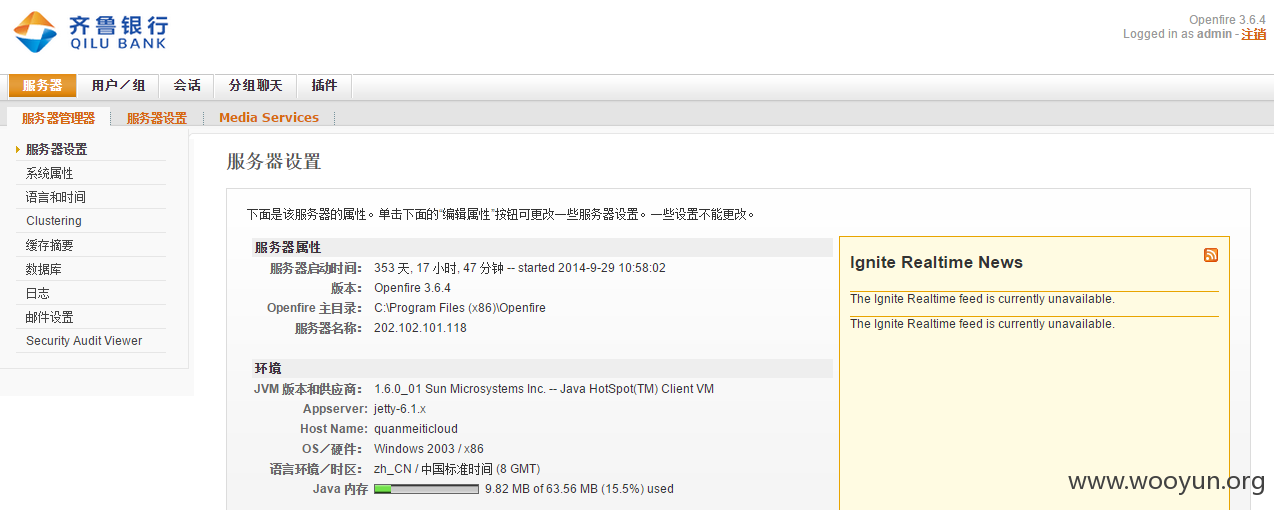 齐鲁银行
QILU BANK
Openfire 3.6.4
Logged in as admin - 注销
服务器 用户／组 会话 分组聊天 插件
服务器管理器 服务器设置 Media Services
服务器设置
系统属性
语言和时间
Clustering
缓存摘要
数据库
日志
邮件设置
Security Audit Viewer
服务器设置
下面是该服务器的属性。单击下面的“编辑属性”按钮可更改一些服务器设置。一些设置不能更改。
服务器属性
服务器启动时间： 353 天, 17 小时, 47 分钟 -- started 2014-9-29 10:58:02
版本： Openfire 3.6.4
Openfire 主目录： C:\Program Files (x86)\Openfire
服务器名称： 202.102.101.118
环境
JVM 版本和供应商： 1.6.0_01 Sun Microsystems Inc. -- Java HotSpot(TM) Client VM
Appserver: jetty-6.1.x
Host Name: quanmeiticloud
OS／硬件： Windows 2003 / x86
语言环境／时区： zh_CN / 中国标准时间 (8 GMT)
Java 内存 9.82 MB of 63.56 MB (15.5%) used
Ignite Realtime News
The Ignite Realtime feed is currently unavailable.
The Ignite Realtime feed is currently unavailable.
www.wooyun.org